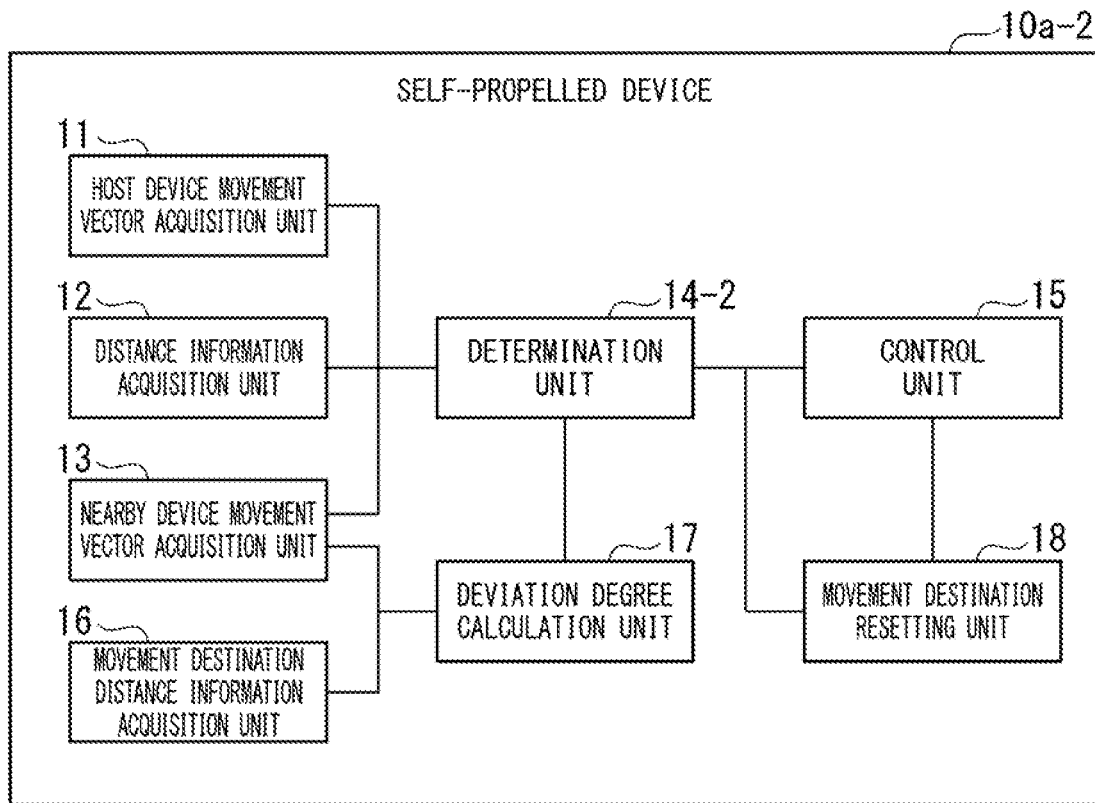 10a-2
SELF-PROPELLED DEVICE
11
HOST DEVICE MOVEMENT
VECTOR ACQUISITION UNIT
12
DISTANCE INFORMATION
ACQUISITION UNIT
14-2
DETERMINATION
UNIT
15
CONTROL
UNIT
13
NEARBY DEVICE MOVEMENT
VECTOR ACQUISITION UNIT
17
DEVIATION DEGREE
CALCULATION UNIT
18
MOVEMENT DESTINATION
RESETTING UNIT
16
MOVEMENT DESTINATION
DISTANCE INFORMATION
ACQUISITION UNIT